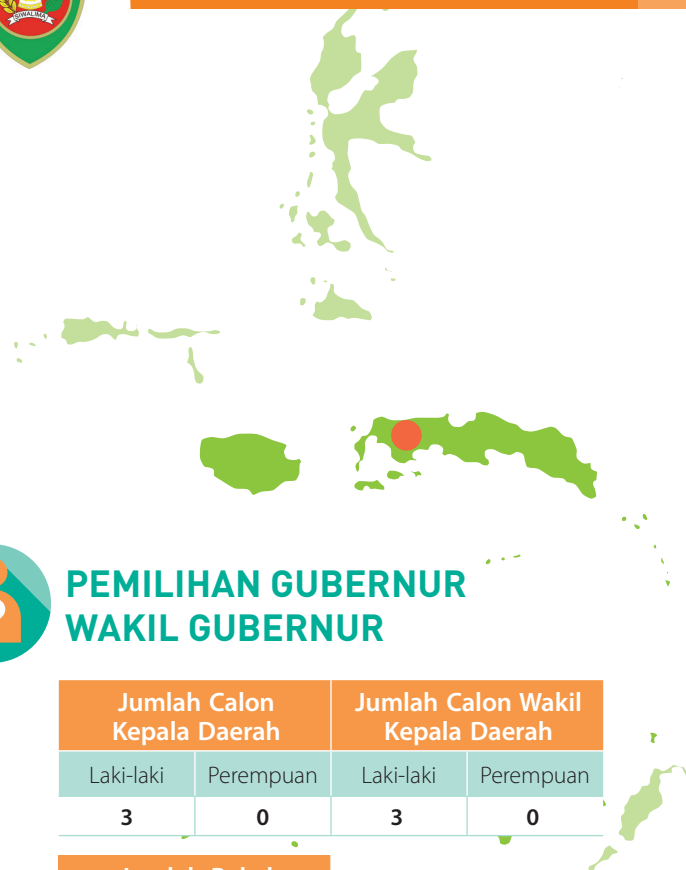 SIWALIMA
PEMILIHAN GUBERNUR
WAKIL GUBERNUR
Jumlah Calon
Kepala Daerah
Jumlah Calon Wakil
Kepala Daerah
Laki-laki Perempuan Laki-laki Perempuan
3 0 3 0